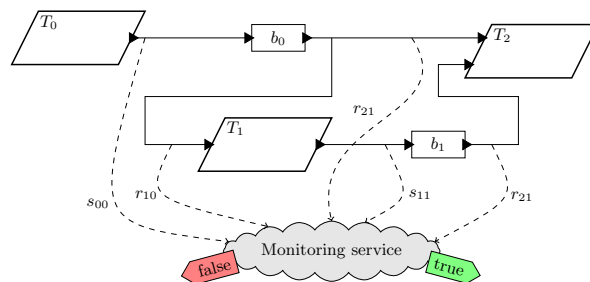 T0
b0
T2
r21
T1
b1
s00
r10
s11
r21
Monitoring service
false
true